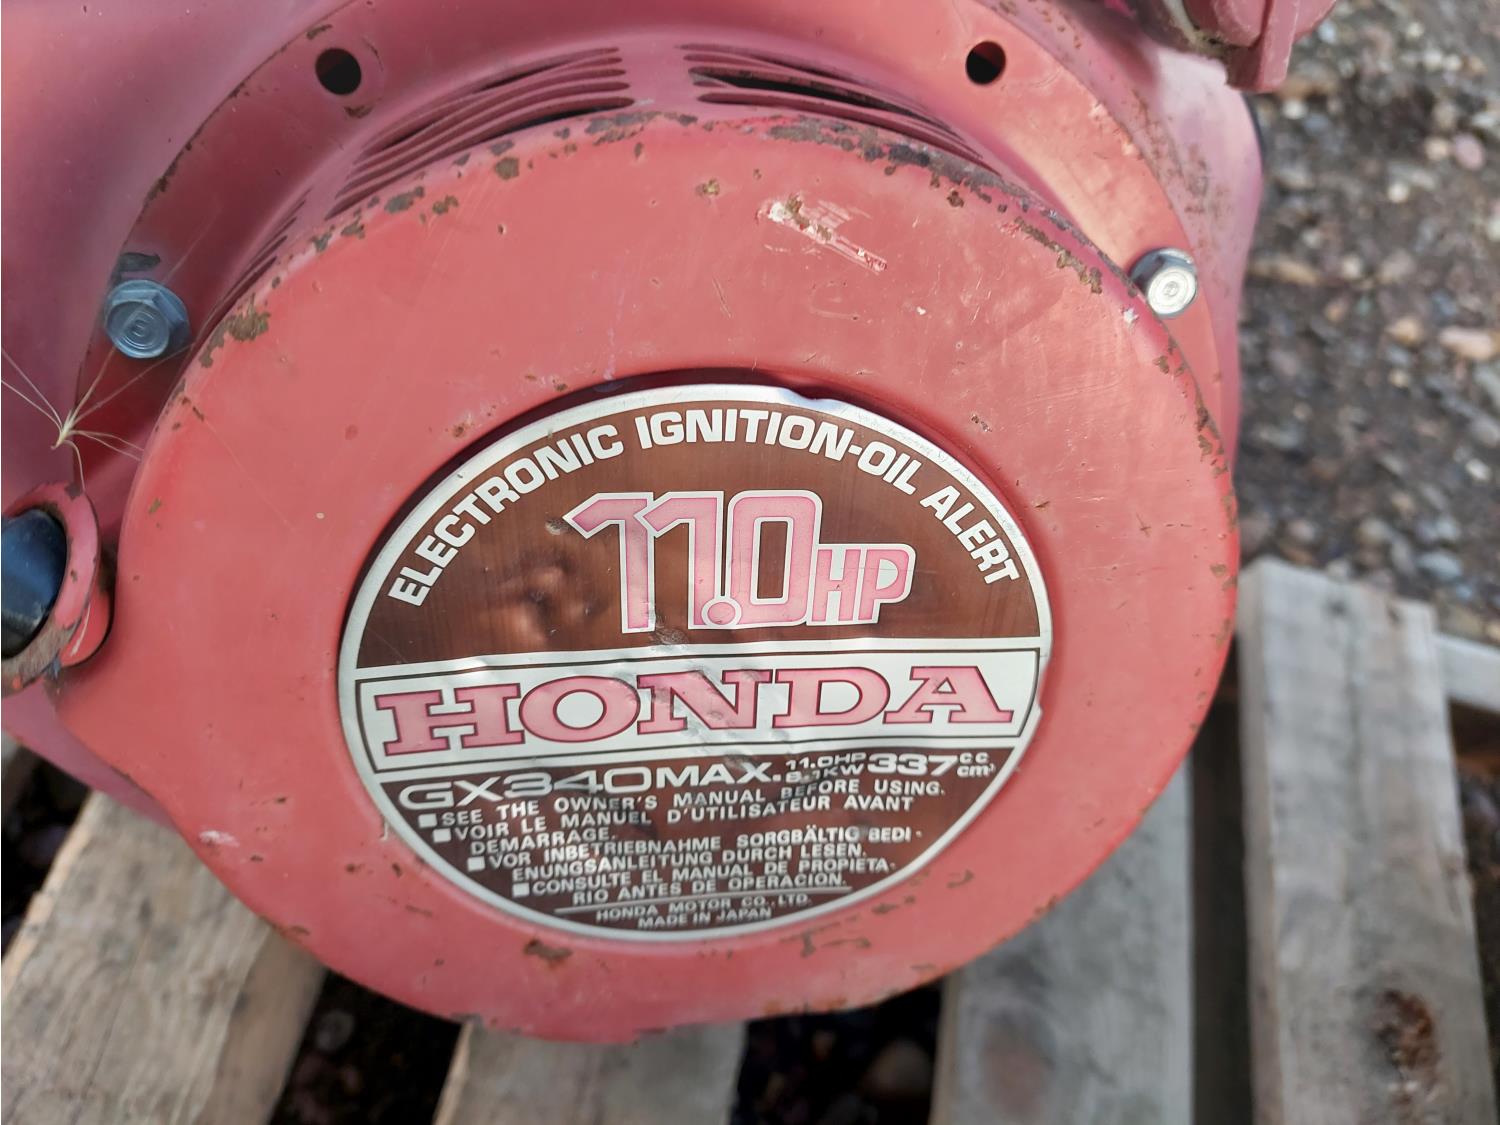 ELECTRONIC IGNITION-OIL ALERT
11.0HP
HONDA
GX340MAX. 11.0HP 337cc
8.1KW cm³
■SEE THE OWNER'S MANUAL BEFORE USING.
■VOIR LE MANUEL D'UTILISATEUR AVANT
DEMARRAGE.
■VOR INBETRIEBNAHME SORGBÄLTIG BEDI-
ENUNGSANLEITUNG DURCH LESEN.
■CONSULTE EL MANUAL DE PROPIETA-
RIO ANTES DE OPERACION.
HONDA MOTOR CO., LTD.
MADE IN JAPAN